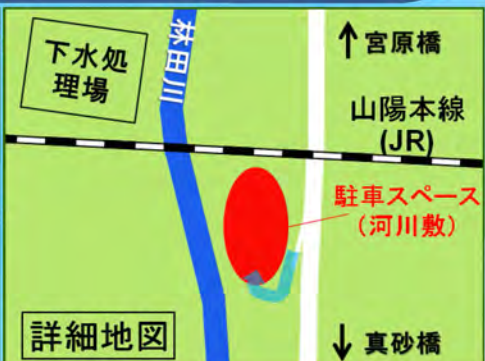 下水処
理場
林田川
↑宮原橋
山陽本線
(JR)
駐車スペース
(河川敷)
詳細地図
↓真砂橋